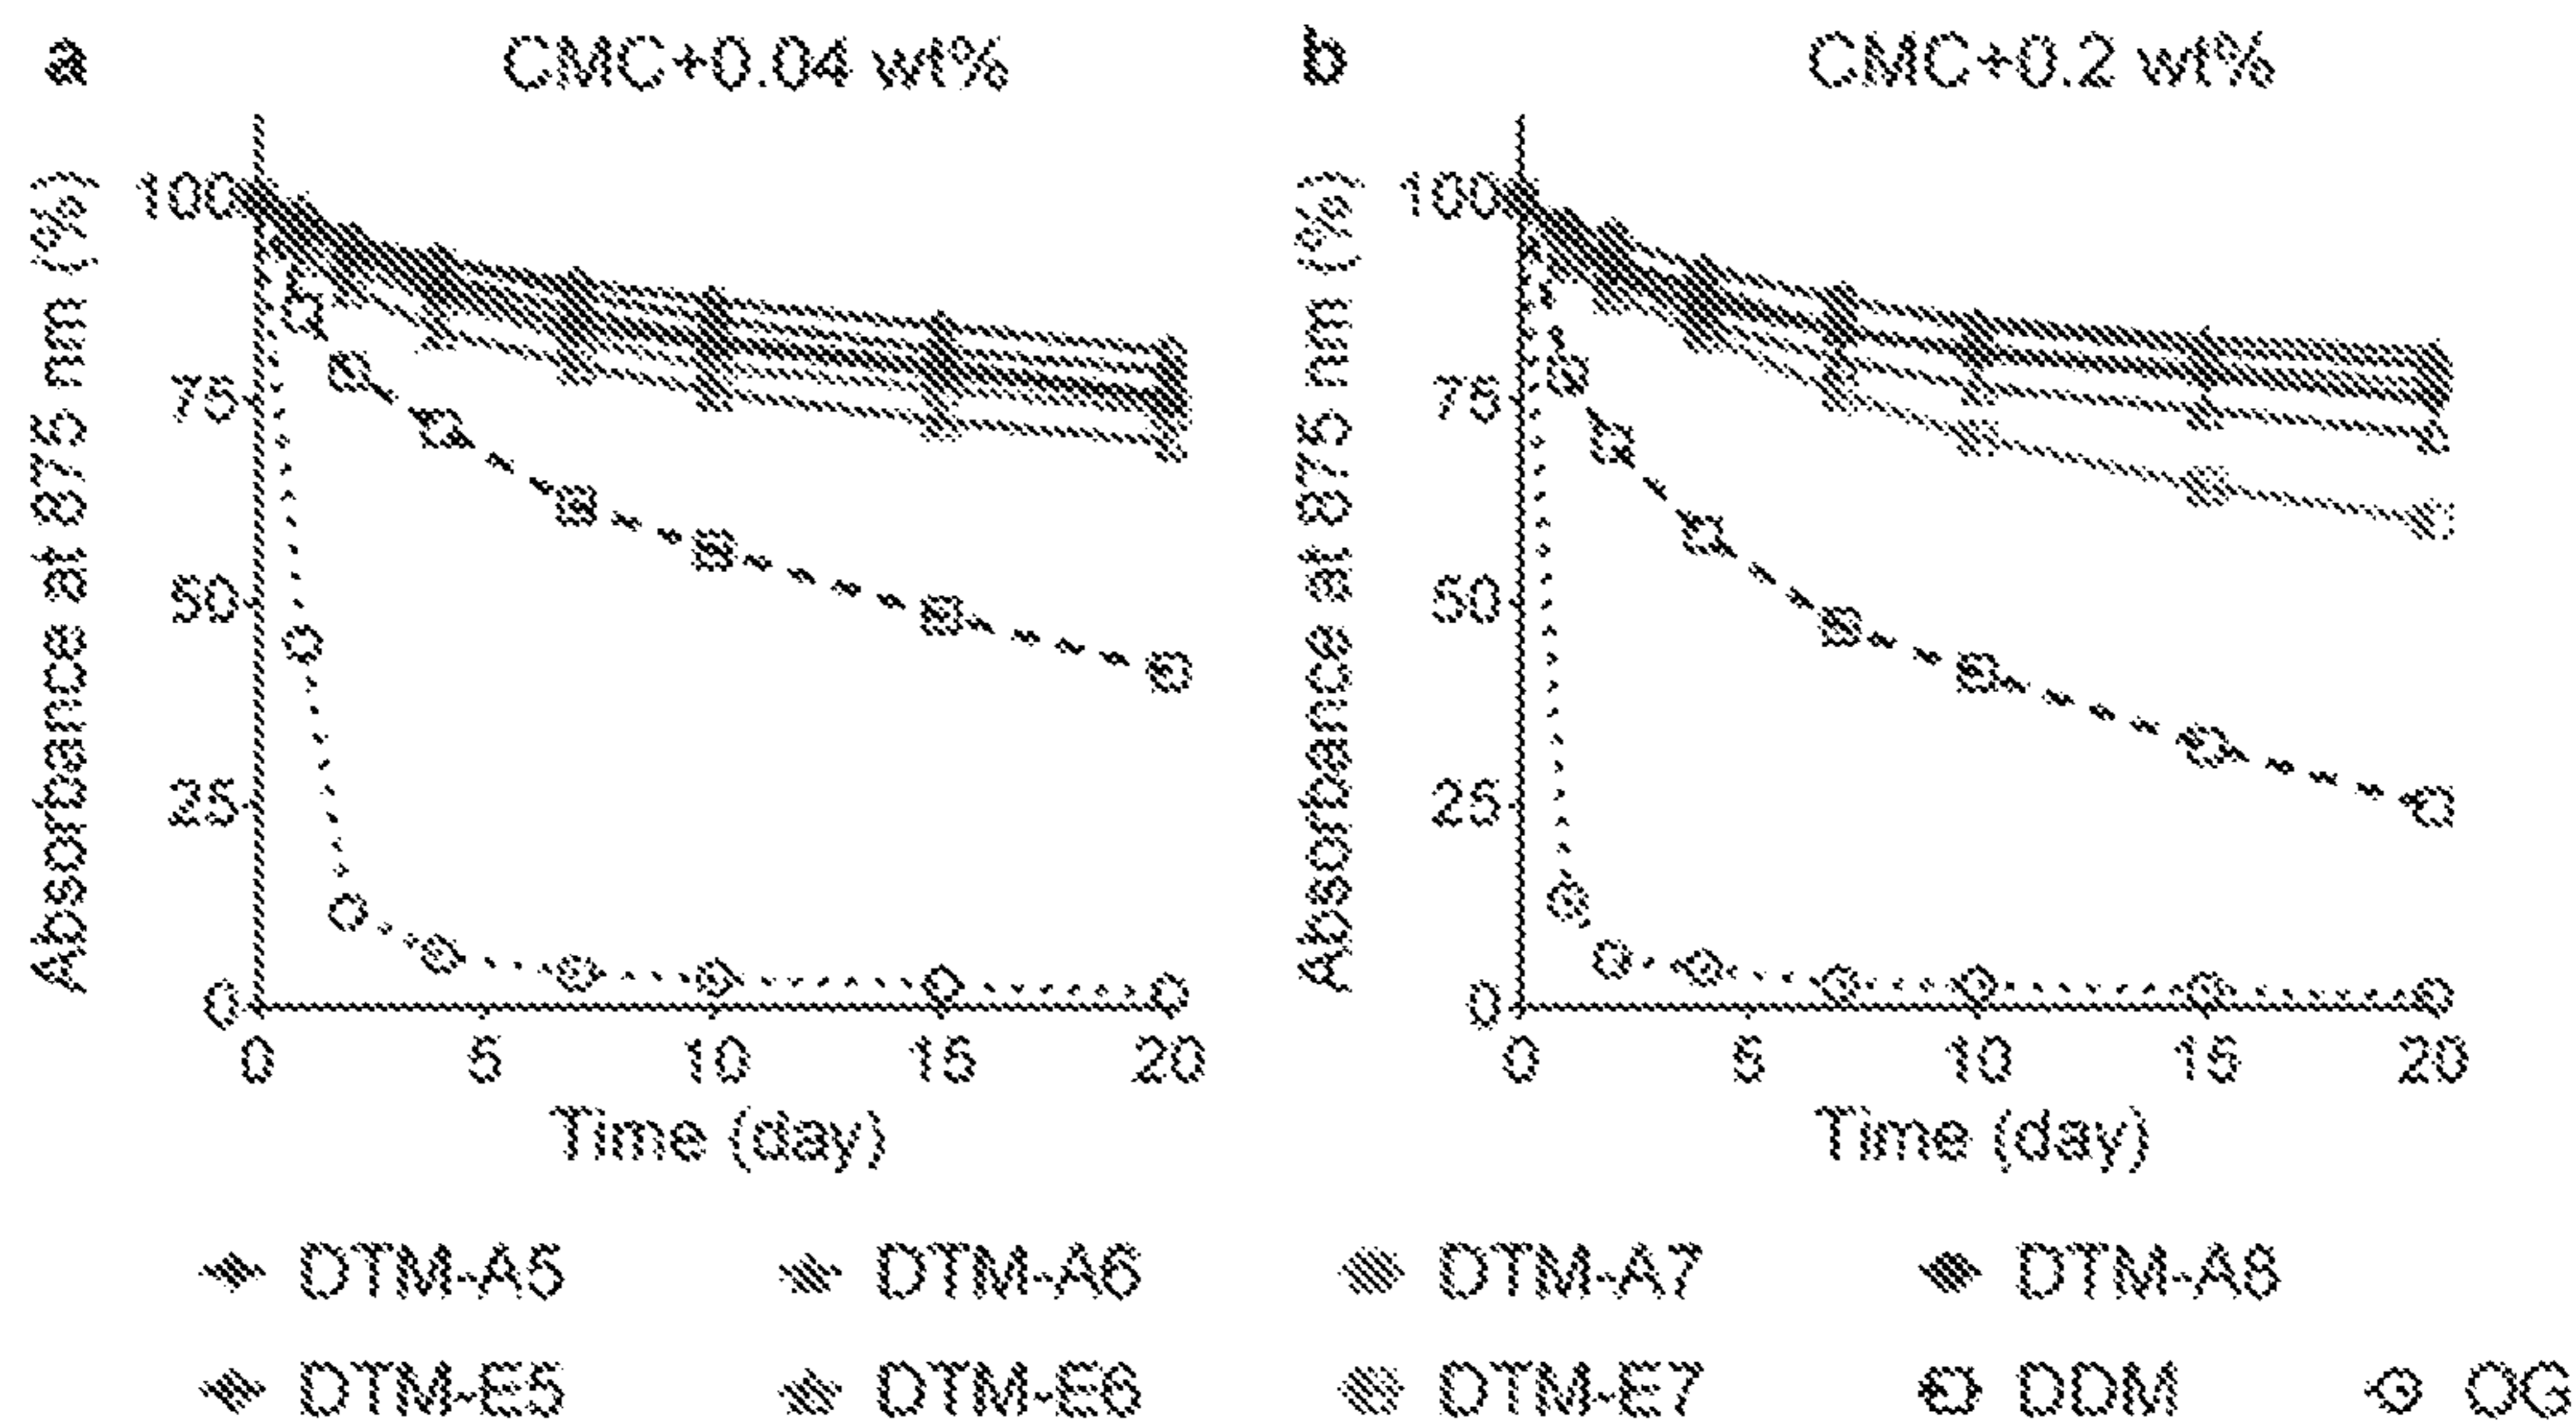 a CMC+0.04 wt%
Absorbance at 875 nm (%)
100
75
50
25
0
0 5 10 15 20
Time (day)
b CMC+0.2 wt%
Absorbance at 875 nm (%)
100
75
50
25
0
0 5 10 15 20
Time (day)
DTM-A5 DTM-A6 DTM-A7 DTM-A8
DTM-E5 DTM-E6 DTM-E7 DDM OG